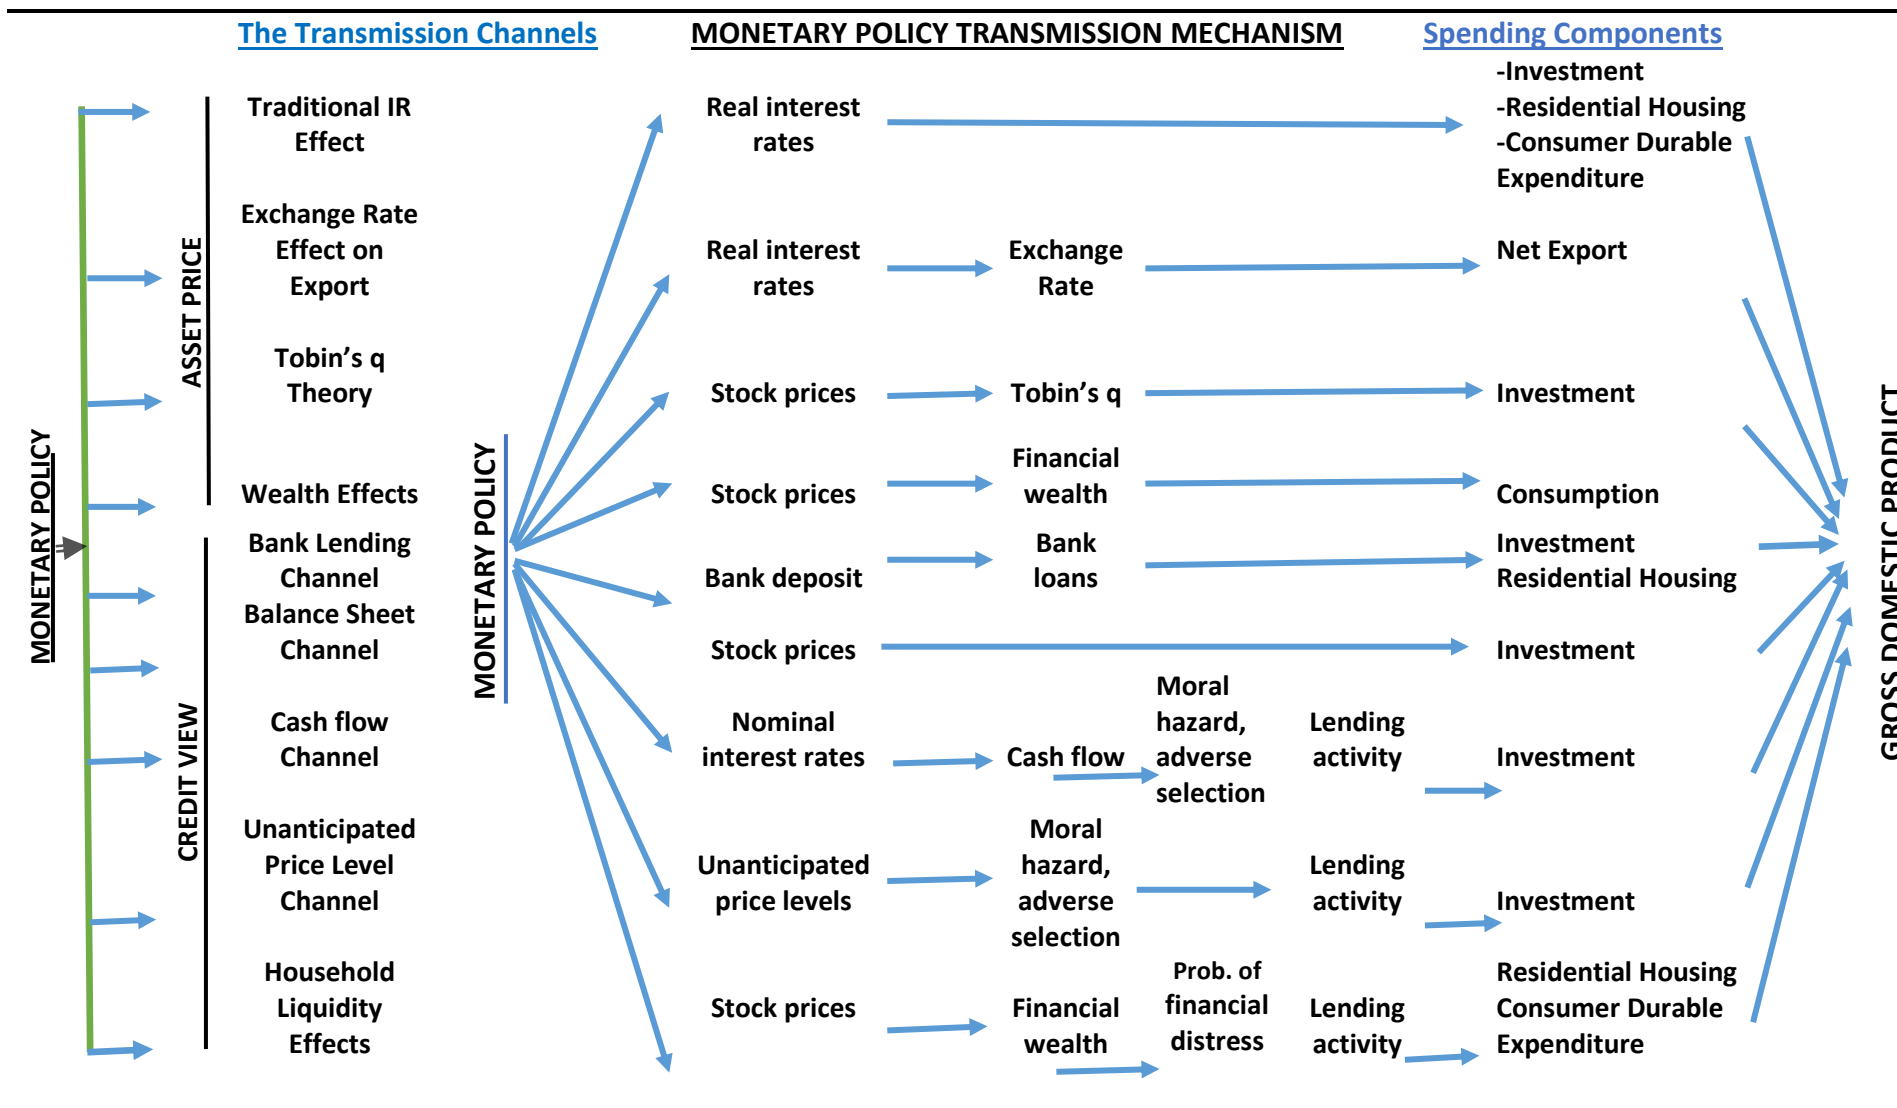 The Transmission Channels
MONETARY POLICY TRANSMISSION MECHANISM
Spending Components
MONETARY POLICY
ASSET PRICE
CREDIT VIEW
Traditional IR
Effect
Exchange Rate
Effect on
Export
Tobin’s q
Theory
Wealth Effects
Bank Lending
Channel
Balance Sheet
Channel
Cash flow
Channel
Unanticipated
Price Level
Channel
Household
Liquidity
Effects
MONETARY POLICY
Real interest
rates
-Investment
-Residential Housing
-Consumer Durable
Expenditure
Real interest
rates
Exchange
Rate
Net Export
Stock prices
Tobin’s q
Investment
Stock prices
Financial
wealth
Consumption
Bank deposit
Bank
loans
Investment
Residential Housing
Stock prices
Investment
Nominal
interest rates
Cash flow
Moral
hazard,
adverse
selection
Lending
activity
Investment
Unanticipated
price levels
Moral
hazard,
adverse
selection
Lending
activity
Investment
Stock prices
Financial
wealth
Prob. of
financial
distress
Lending
activity
Residential Housing
Consumer Durable
Expenditure
GROSS DOMESTIC PRODUCT